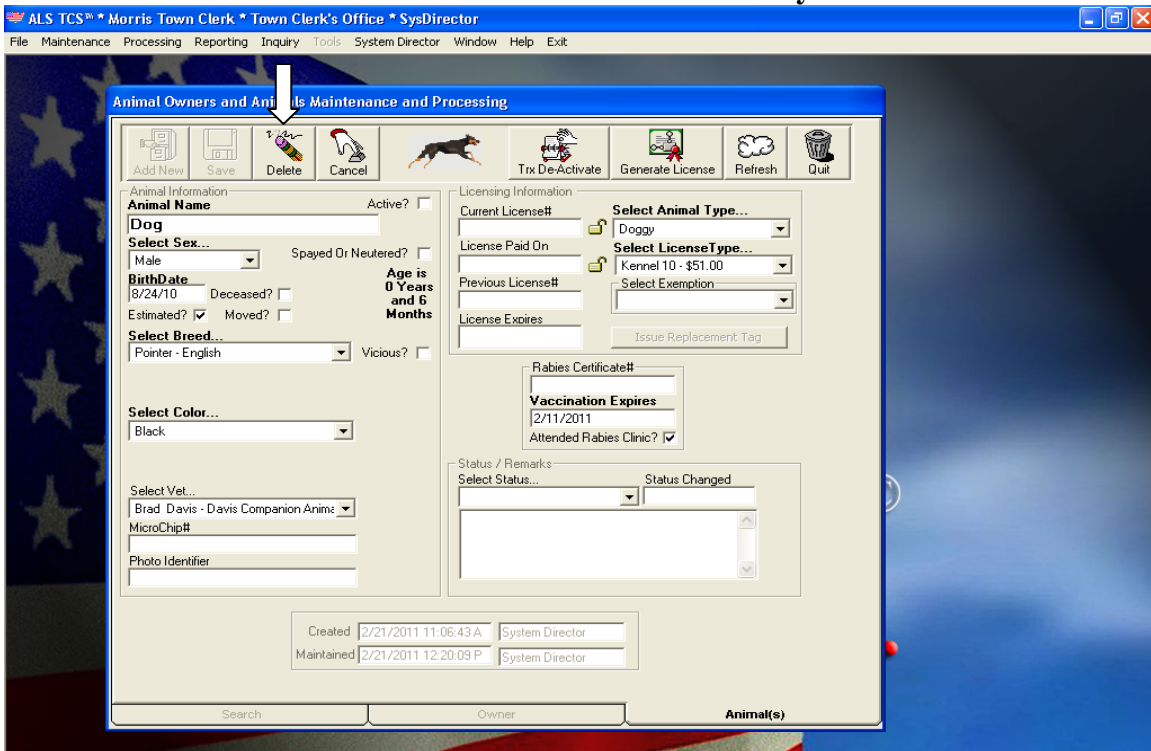 ALS TCS™ * Morris Town Clerk * Town Clerk's Office * SysDirector
File Maintenance Processing Reporting Inquiry Tools System Director Window Help Exit
Animal Owners and Ani ls Maintenance and Processing
Add New Save Delete Cancel Trx De-Activate Generate License Refresh Quit
Animal Information
Animal Name Active?
Dog
Select Sex...
Male
Spayed Or Neutered?
BirthDate
8/24/10 Deceased?
Age is
0 Years
and 6
Months
Estimated? Moved?
Select Breed...
Pointer - English Vicious?
Select Color...
Black
Select Vet...
Brad Davis - Davis Companion Anima
MicroChip#
Photo Identifier
Licensing Information
Current License# Select Animal Type...
Doggy
License Paid On Select LicenseType...
Kennel 10 - $51.00
Previous License# Select Exemption
License Expires
Issue Replacement Tag
Rabies Certificate#
Vaccination Expires
2/11/2011
Attended Rabies Clinic?
Status / Remarks
Select Status... Status Changed
Created 2/21/2011 11:06:43 A System Director
Maintained 2/21/2011 12:20:09 P System Director
Search Owner Animal(s)